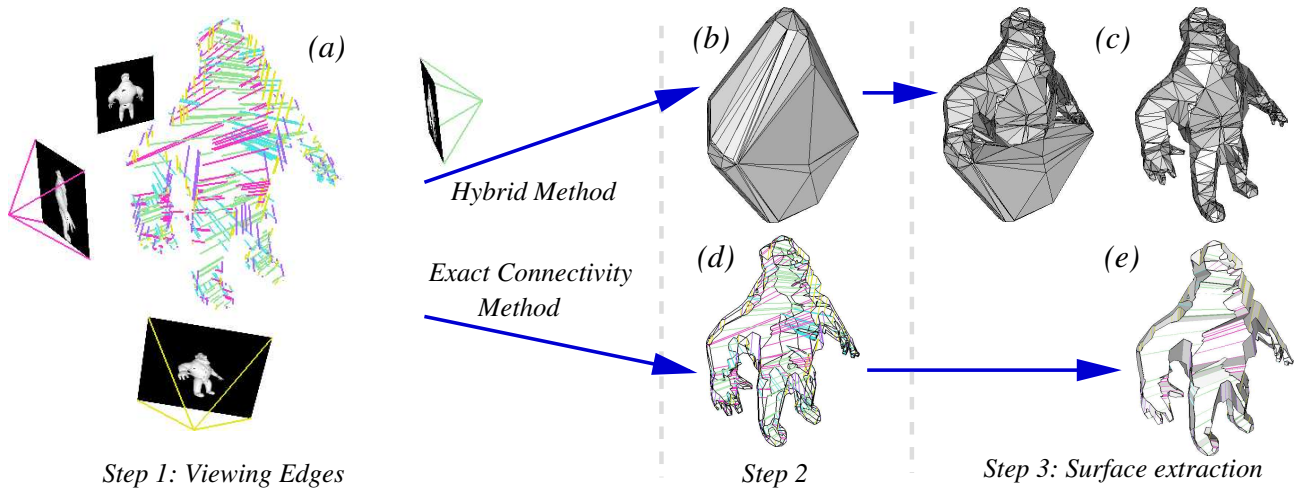 (a)
(b)
(c)
Hybrid Method
Exact Connectivity
Method
(d)
(e)
Step 1: Viewing Edges
Step 2
Step 3: Surface extraction